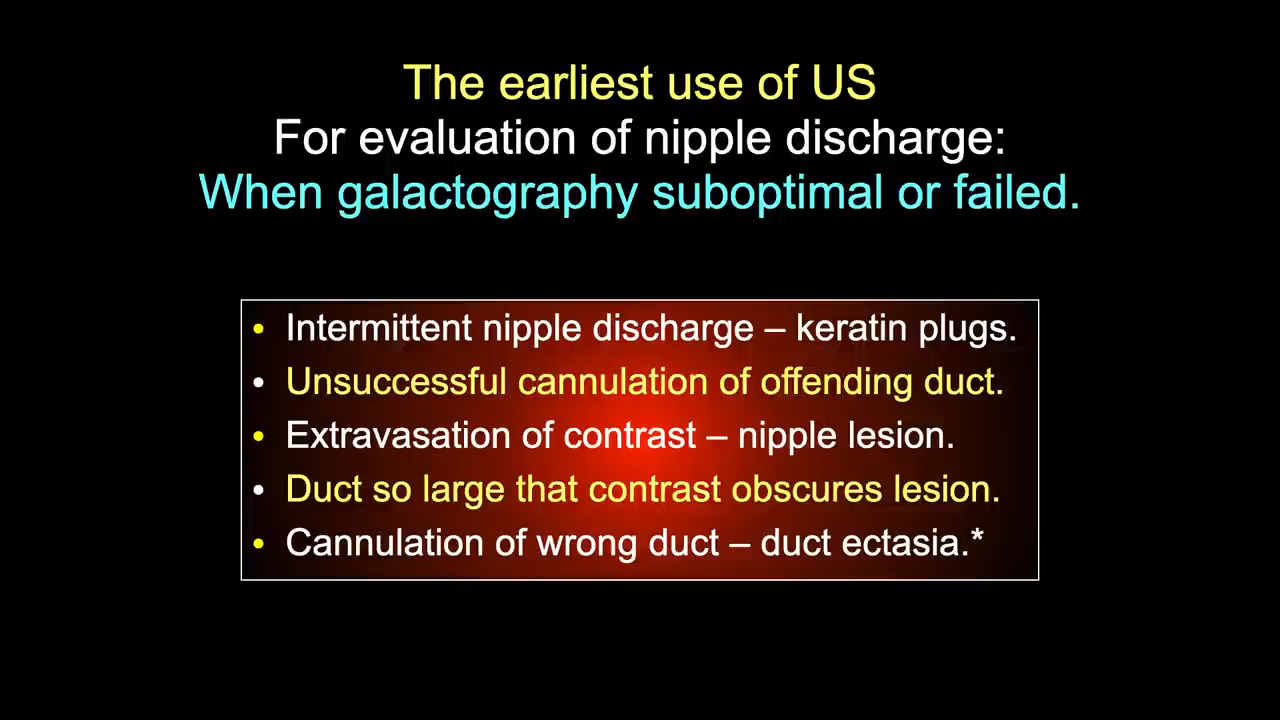 The earliest use of US
For evaluation of nipple discharge:
When galactography suboptimal or failed.
• Intermittent nipple discharge – keratin plugs.
• Unsuccessful cannulation of offending duct.
• Extravasation of contrast – nipple lesion.
• Duct so large that contrast obscures lesion.
• Cannulation of wrong duct – duct ectasia.*